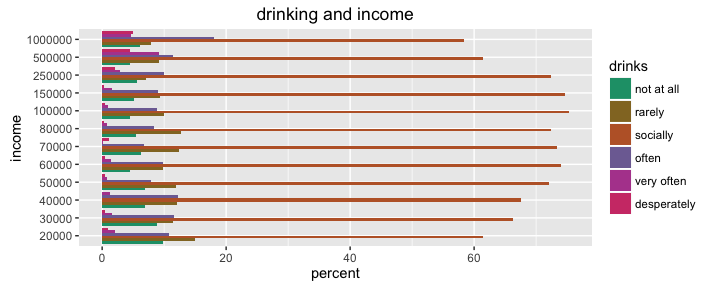 drinking and income
1000000
500000
250000
150000
100000
80000
70000
60000
50000
40000
30000
20000
income
0 20 40 60
percent
drinks
not at all
rarely
socially
often
very often
desperately